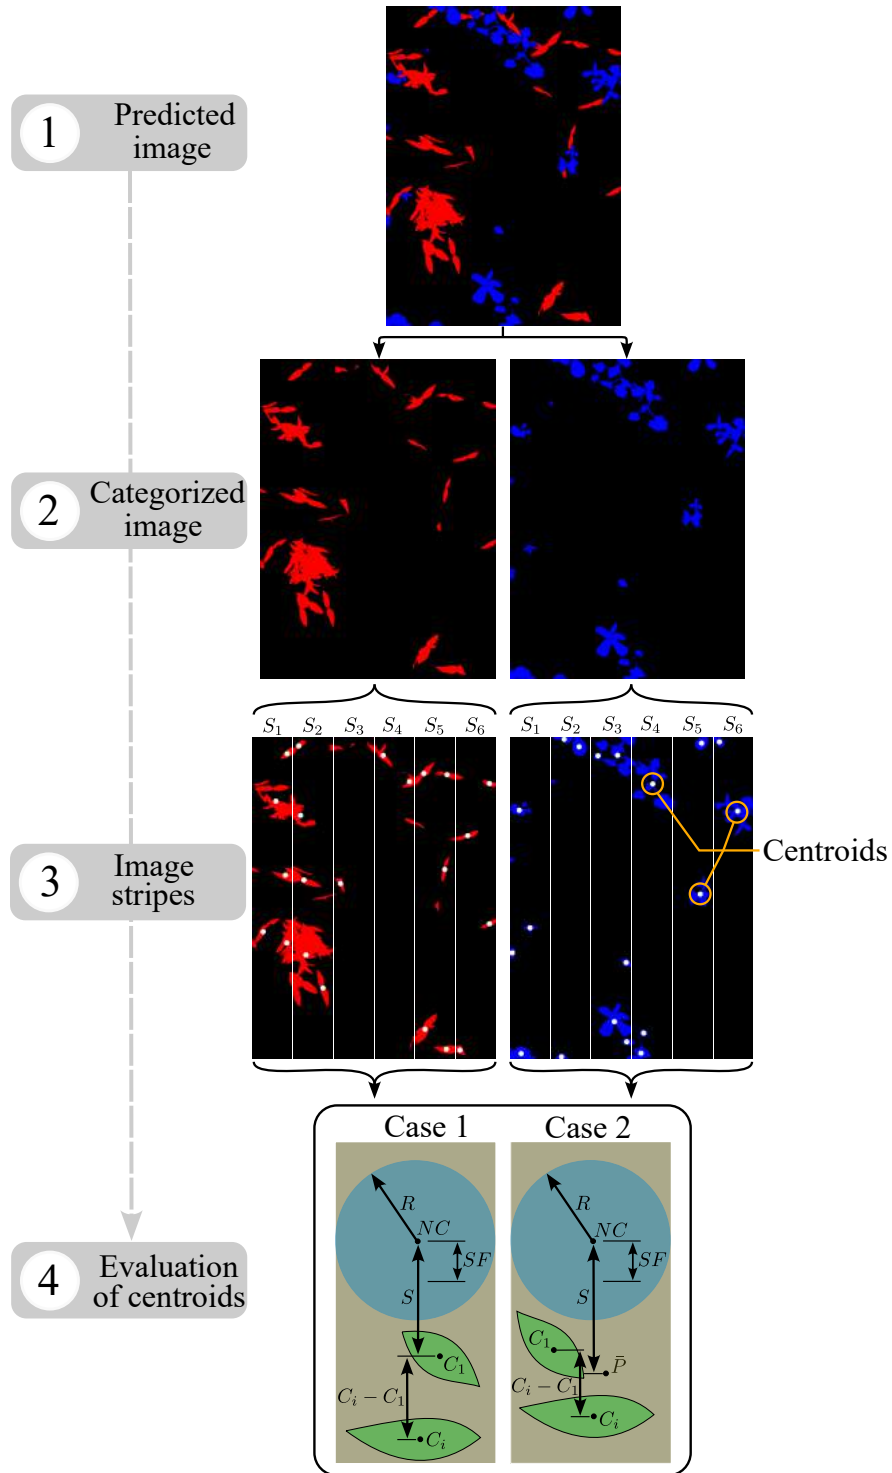 1
Predicted
image
2
Categorized
image
S₁ S₂ S₃ S₄ S₅ S₆
S₁ S₂ S₃ S₄ S₅ S₆
3
Image
stripes
Centroids
4
Evaluation
of centroids
Case 1
R
NC
SF
S
C₁
Cᵢ − C₁
Cᵢ
Case 2
R
NC
SF
S
C₁
P̄
Cᵢ − C₁
Cᵢ